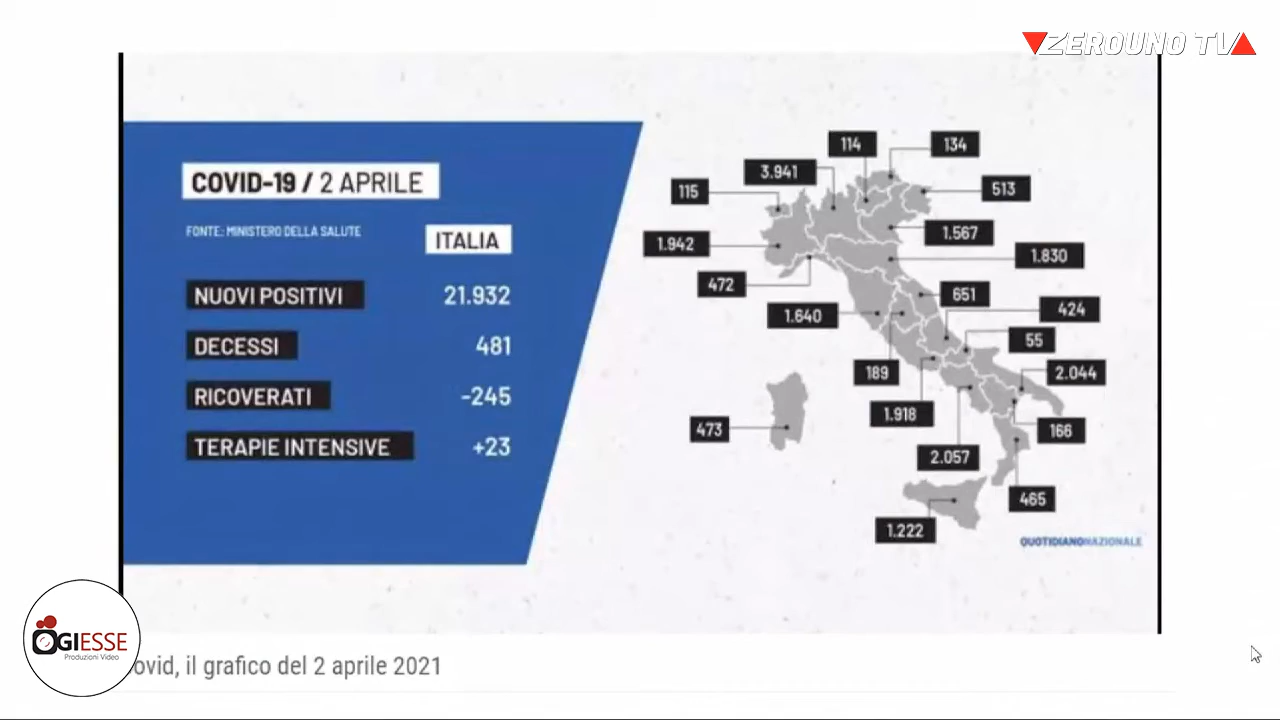 ZEROUNO TV
COVID-19 / 2 APRILE
FONTE: MINISTERO DELLA SALUTE
ITALIA
NUOVI POSITIVI 21.932
DECESSI 481
RICOVERATI -245
TERAPIE INTENSIVE +23
114
134
3.941
115
513
1.567
1.942
1.830
472
651
424
1.640
55
189
2.044
1.918
473
166
2.057
465
1.222
QUOTIDIANONAZIONALE
OGIESSE
Produzioni Video
ovid, il grafico del 2 aprile 2021